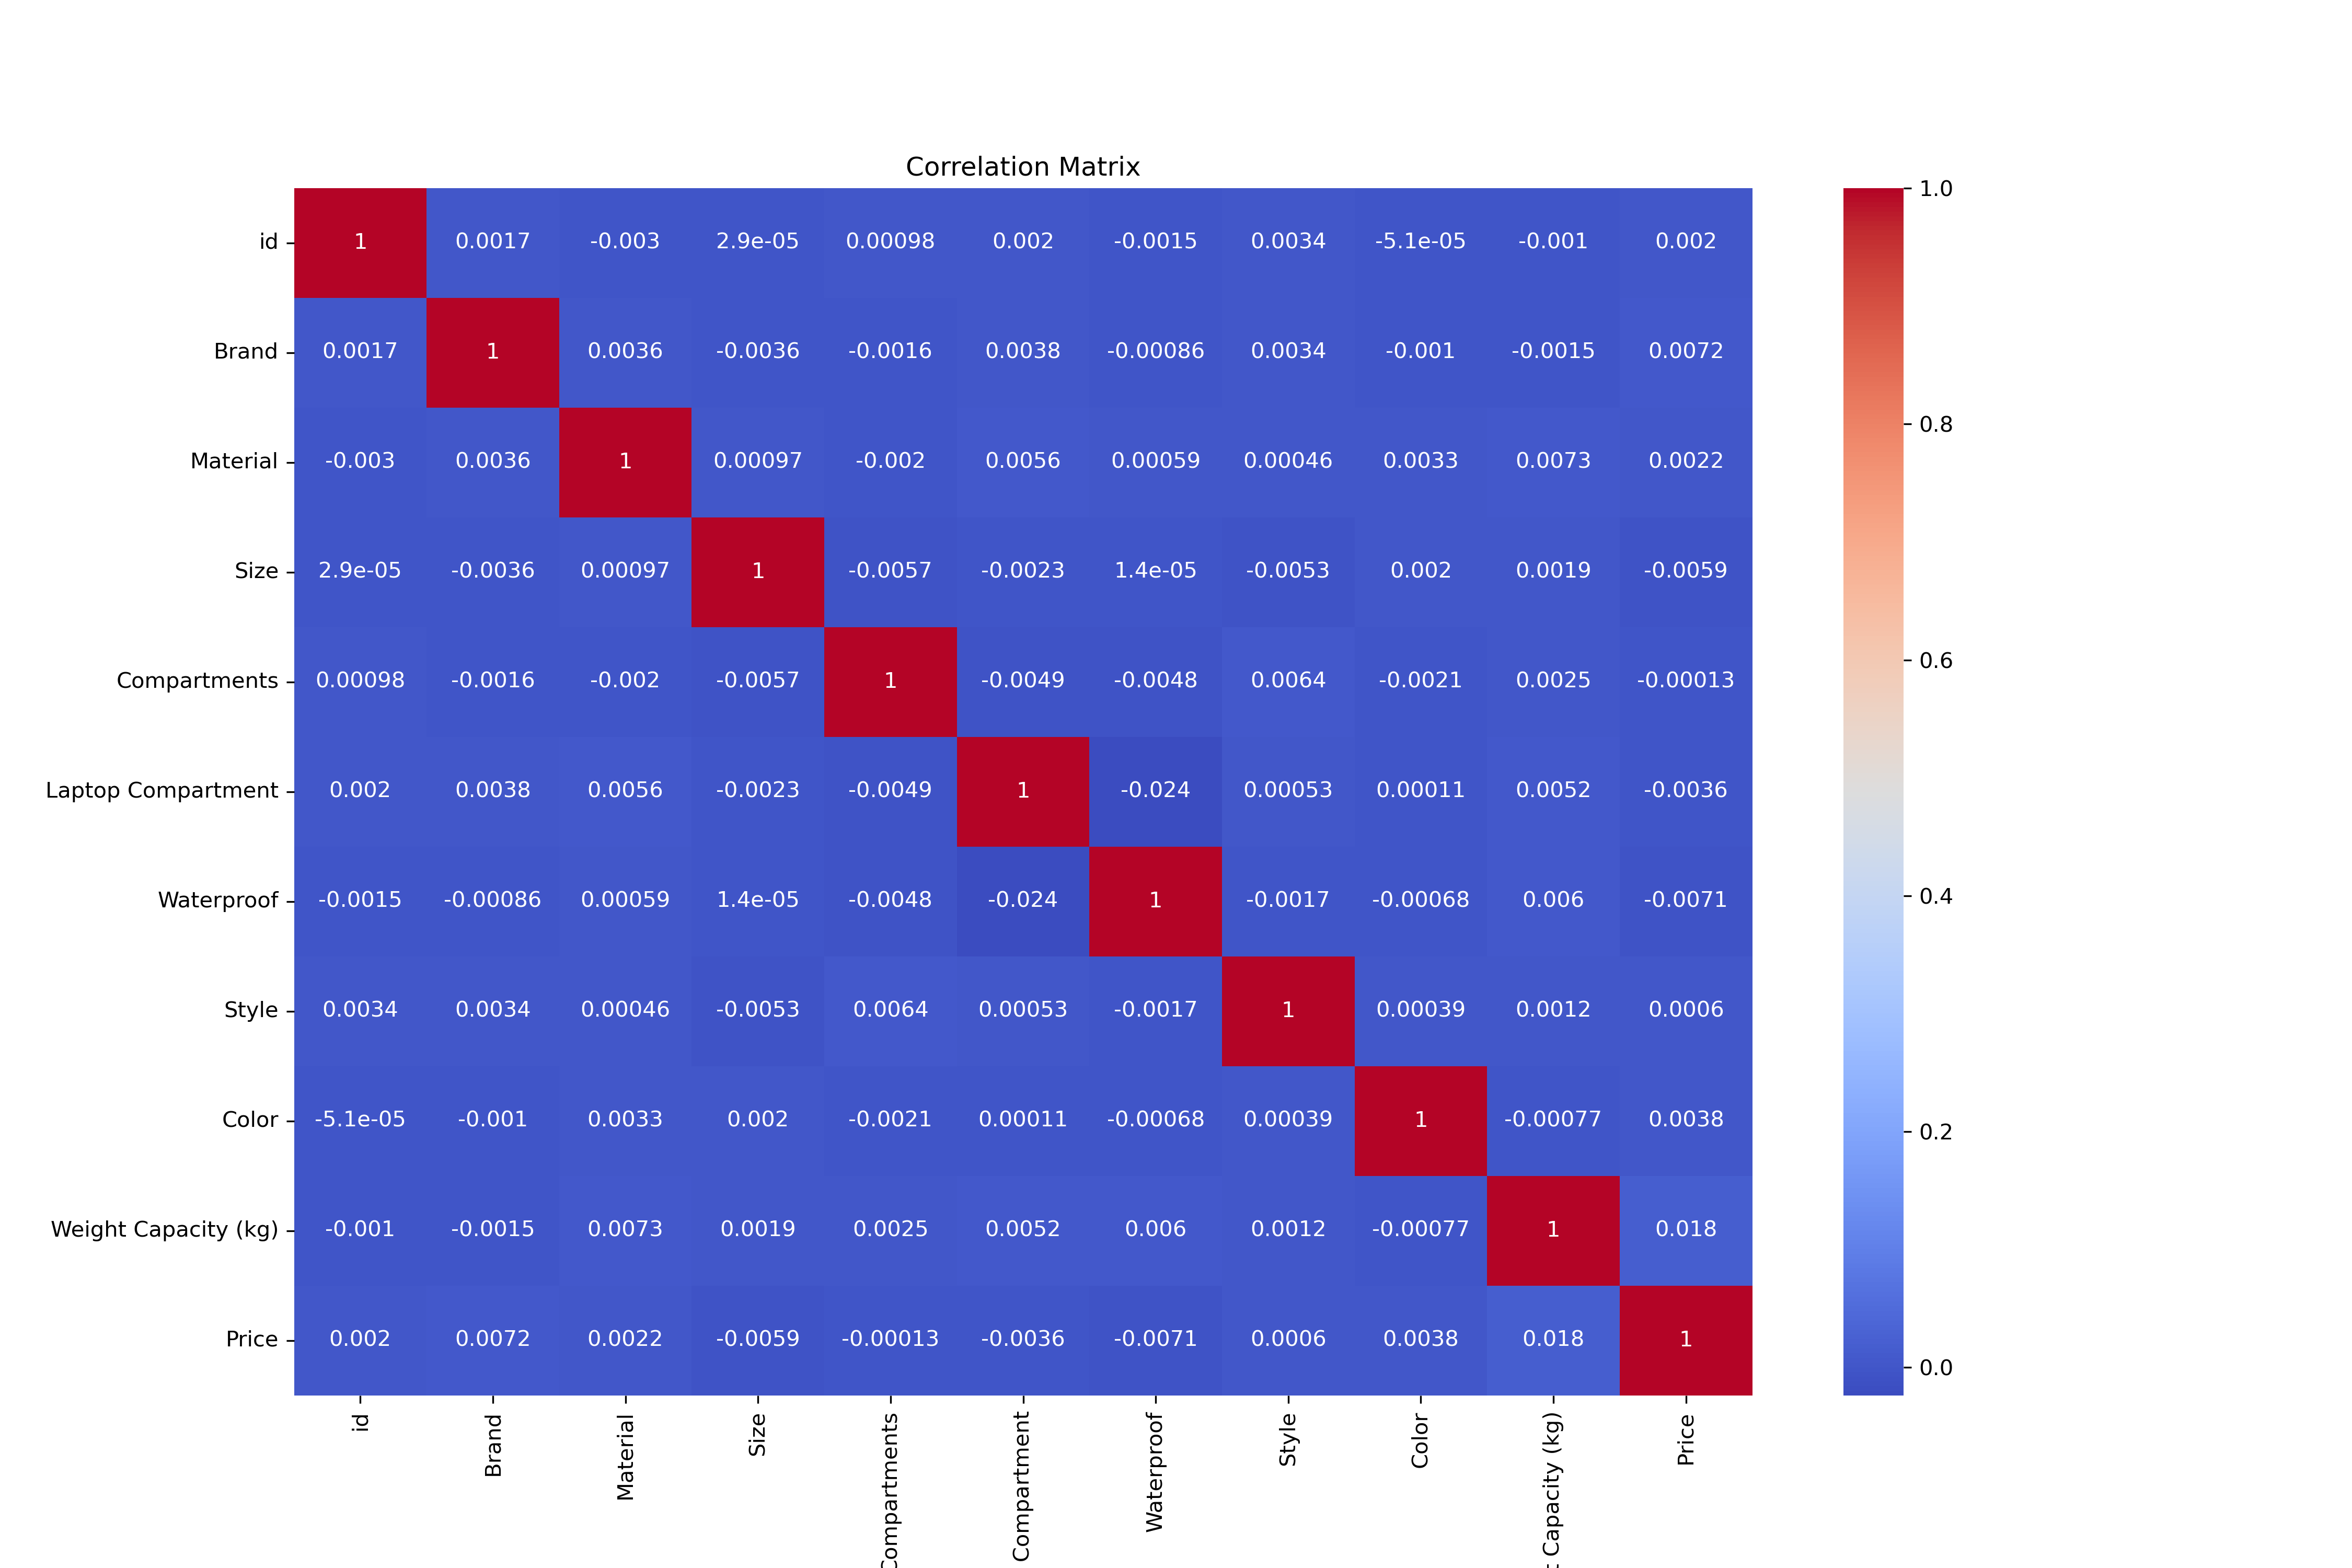 Correlation Matrix
id 1 0.0017 -0.003 2.9e-05 0.00098 0.002 -0.0015 0.0034 -5.1e-05 -0.001 0.002
Brand 0.0017 1 0.0036 -0.0036 -0.0016 0.0038 -0.00086 0.0034 -0.001 -0.0015 0.0072
Material -0.003 0.0036 1 0.00097 -0.002 0.0056 0.00059 0.00046 0.0033 0.0073 0.0022
Size 2.9e-05 -0.0036 0.00097 1 -0.0057 -0.0023 1.4e-05 -0.0053 0.002 0.0019 -0.0059
Compartments 0.00098 -0.0016 -0.002 -0.0057 1 -0.0049 -0.0048 0.0064 -0.0021 0.0025 -0.00013
Laptop Compartment 0.002 0.0038 0.0056 -0.0023 -0.0049 1 -0.024 0.00053 0.00011 0.0052 -0.0036
Waterproof -0.0015 -0.00086 0.00059 1.4e-05 -0.0048 -0.024 1 -0.0017 -0.00068 0.006 -0.0071
Style 0.0034 0.0034 0.00046 -0.0053 0.0064 0.00053 -0.0017 1 0.00039 0.0012 0.0006
Color -5.1e-05 -0.001 0.0033 0.002 -0.0021 0.00011 -0.00068 0.00039 1 -0.00077 0.0038
Weight Capacity (kg) -0.001 -0.0015 0.0073 0.0019 0.0025 0.0052 0.006 0.0012 -0.00077 1 0.018
Price 0.002 0.0072 0.0022 -0.0059 -0.00013 -0.0036 -0.0071 0.0006 0.0038 0.018 1
id Brand Material Size Compartments Compartment Waterproof Style Color Capacity (kg) Price
1.0
0.8
0.6
0.4
0.2
0.0